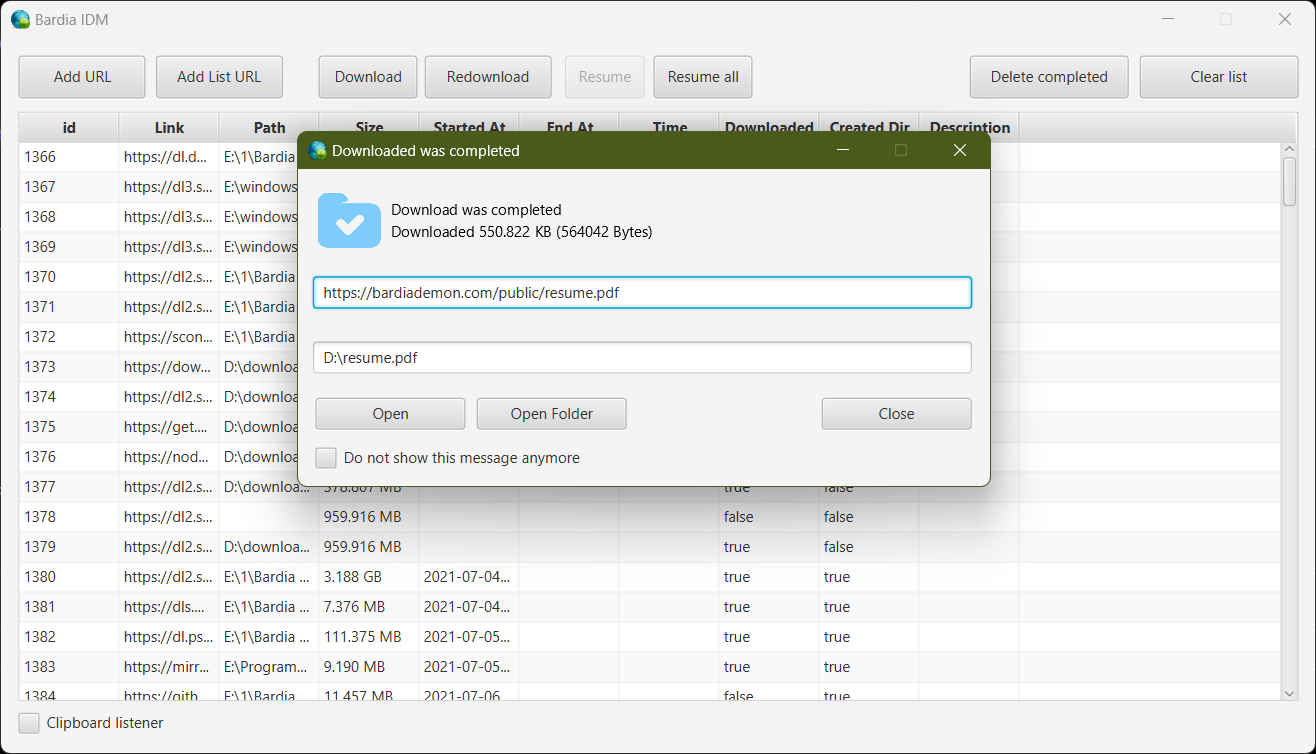 Bardia IDM
Add URL Add List URL Download Redownload Resume Resume all Delete completed Clear list
id Link Path Size Started At End At Time Downloaded Created Dir Description
Downloaded was completed
Download was completed
Downloaded 550.822 KB (564042 Bytes)
https://bardiademon.com/public/resume.pdf
D:\resume.pdf
Open Open Folder Close
Do not show this message anymore
1366 https://dl.d... E:\1\Bardia
1367 https://dl3.s... E:\windows
1368 https://dl3.s... E:\windows
1369 https://dl3.s... E:\windows
1370 https://dl2.s... E:\1\Bardia
1371 https://dl2.s... E:\1\Bardia
1372 https://scon... E:\1\Bardia
1373 https://dow... D:\downloa
1374 https://dl2.s... D:\downloa
1375 https://get.... D:\downloa
1376 https://nod... D:\downloa
1377 https://dl2.s... D:\downloa... 378.807 MB true false
1378 https://dl2.s... 959.916 MB false false
1379 https://dl2.s... D:\downloa... 959.916 MB true false
1380 https://dl2.s... E:\1\Bardia ... 3.188 GB 2021-07-04... true true
1381 https://dls.... E:\1\Bardia ... 7.376 MB 2021-07-04... true true
1382 https://dl.ps... E:\1\Bardia ... 111.375 MB 2021-07-05... true true
1383 https://mirr... E:\Program... 9.190 MB 2021-07-05... true true
1384 https://gith E:\1\Bardia 11.457 MB 2021-07-06 false true
Clipboard listener